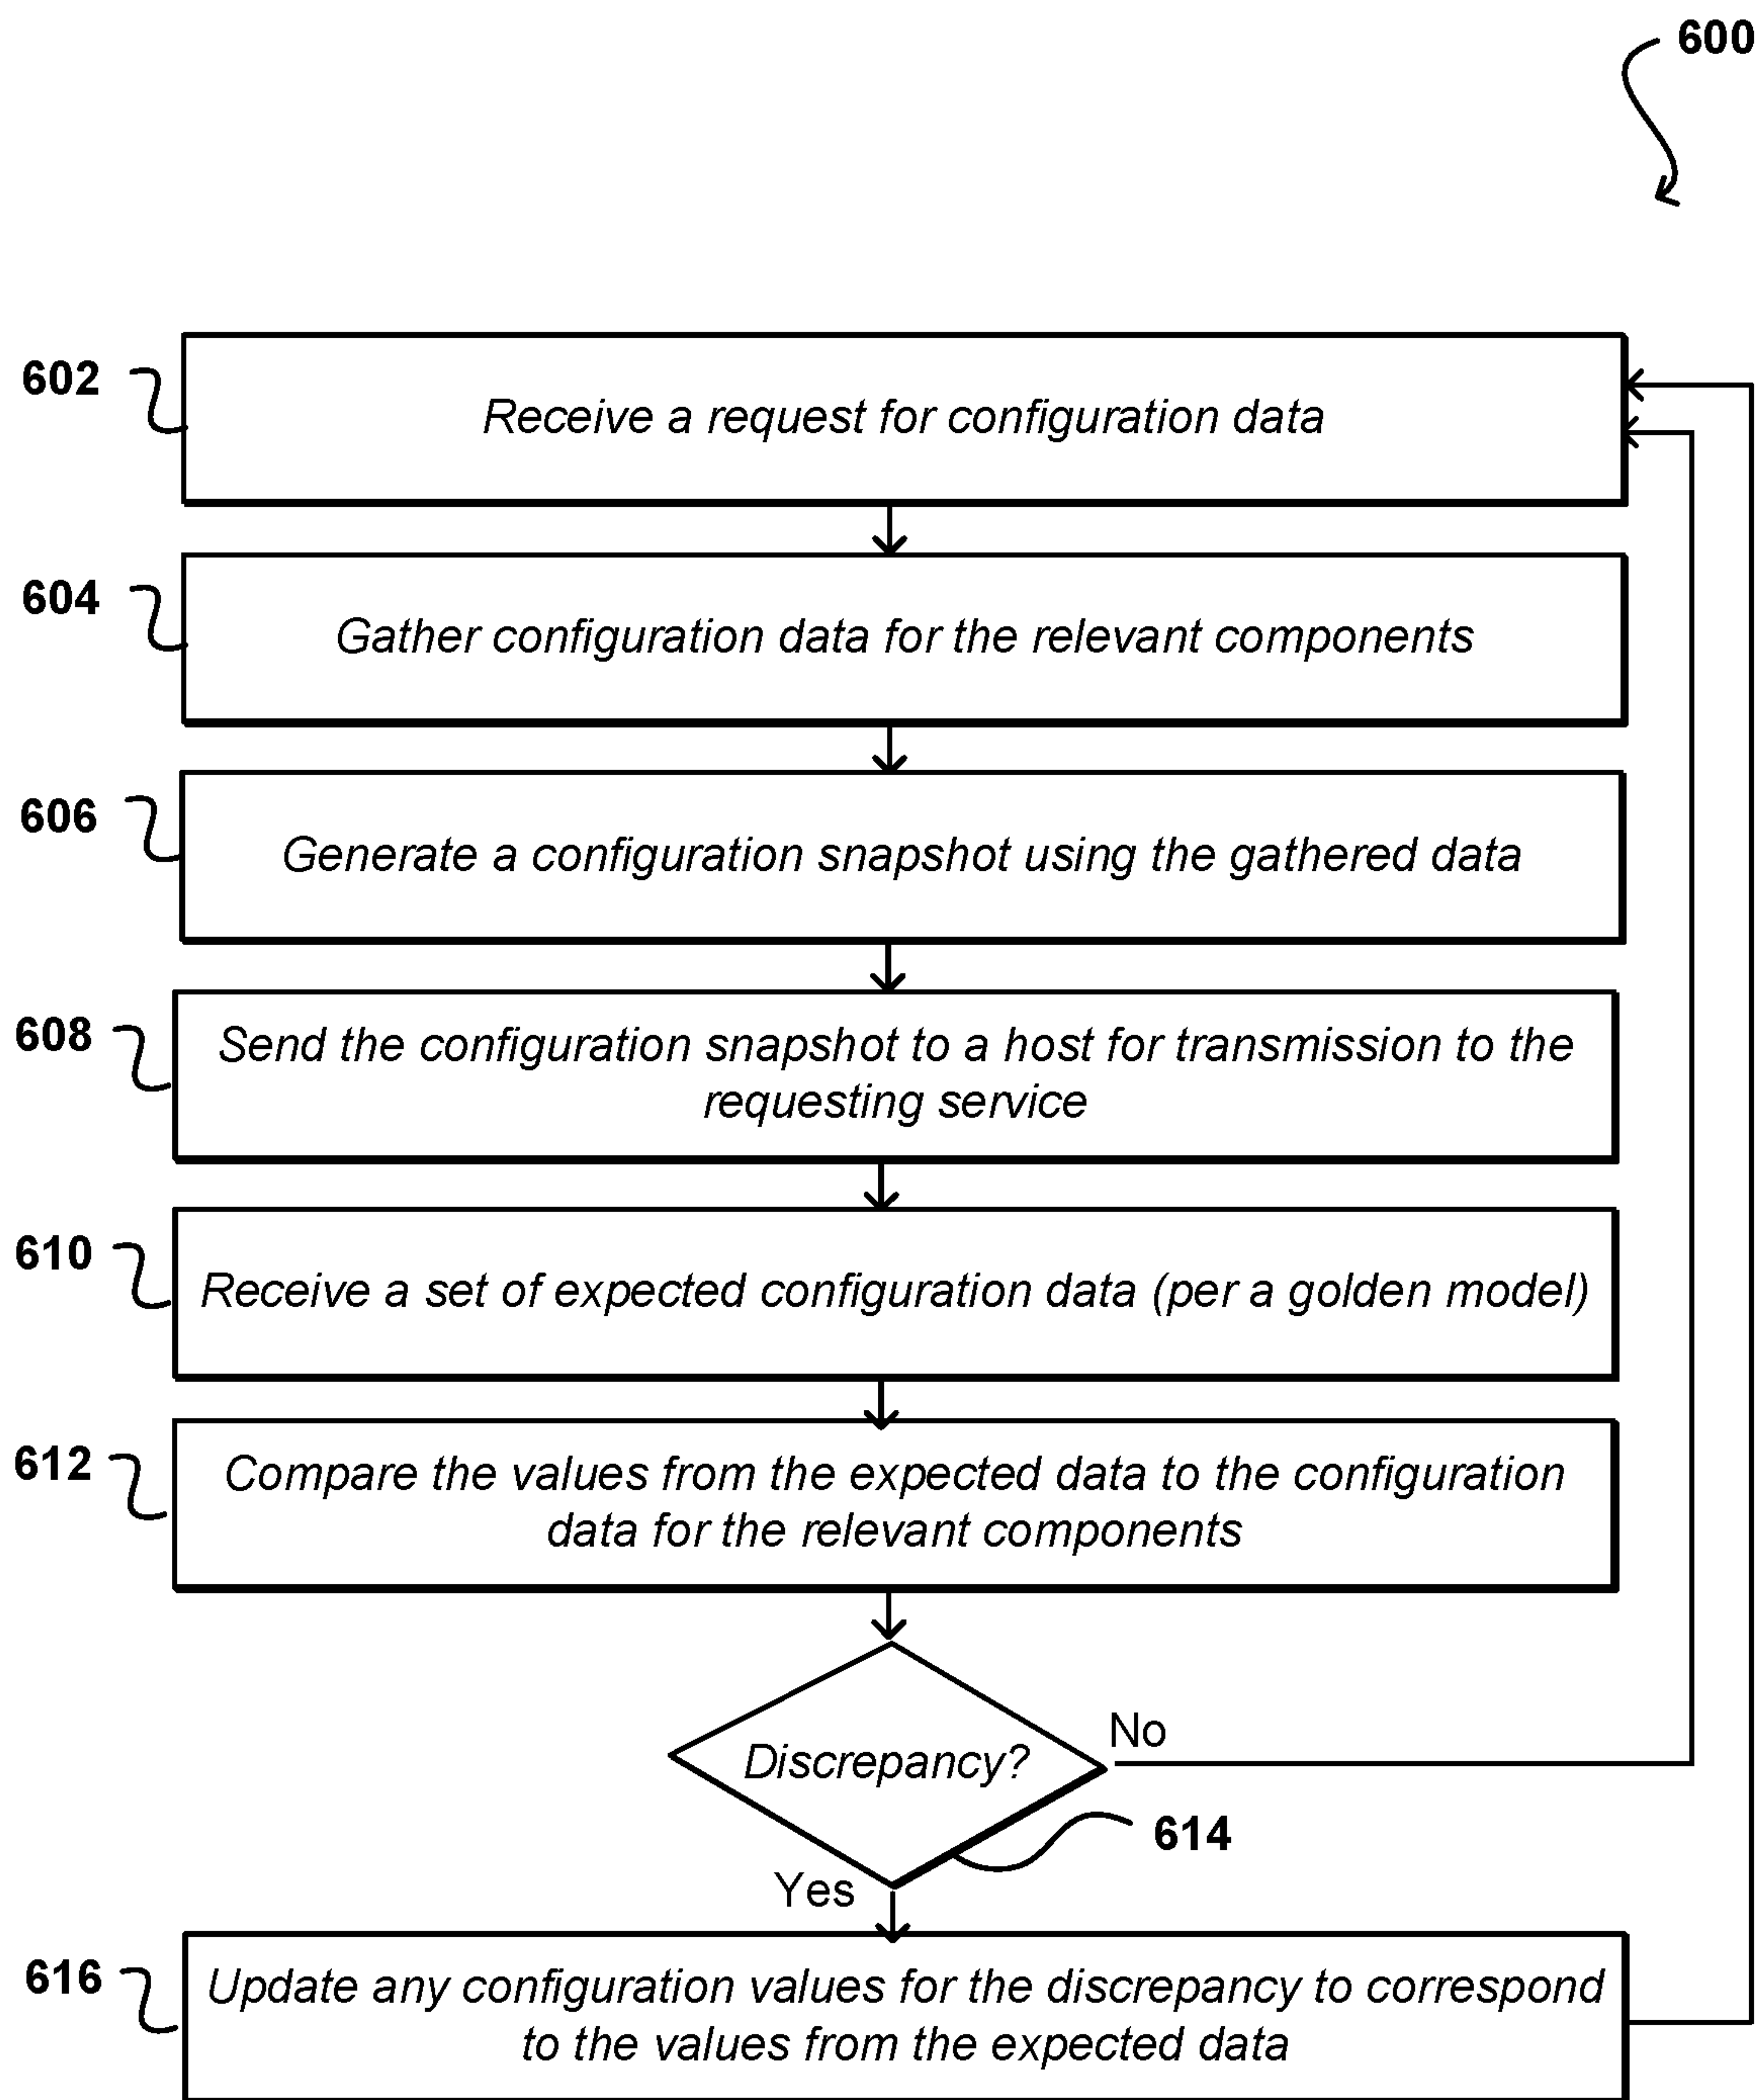 600
602
Receive a request for configuration data
604
Gather configuration data for the relevant components
606
Generate a configuration snapshot using the gathered data
608
Send the configuration snapshot to a host for transmission to the
requesting service
610
Receive a set of expected configuration data (per a golden model)
612
Compare the values from the expected data to the configuration
data for the relevant components
Discrepancy?
No
614
Yes
616
Update any configuration values for the discrepancy to correspond
to the values from the expected data